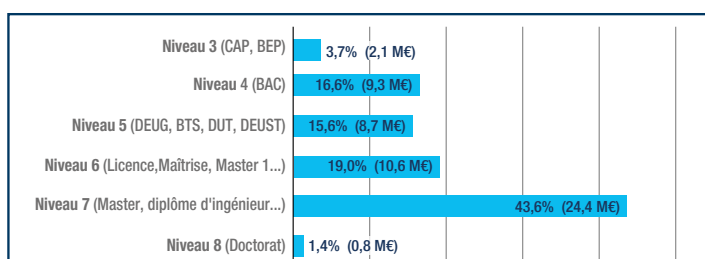 Niveau 3 (CAP, BEP) 3,7% (2,1 M€)
Niveau 4 (BAC) 16,6% (9,3 M€)
Niveau 5 (DEUG, BTS, DUT, DEUST) 15,6% (8,7 M€)
Niveau 6 (Licence,Maîtrise, Master 1...) 19,0% (10,6 M€)
Niveau 7 (Master, diplôme d'ingénieur...) 43,6% (24,4 M€)
Niveau 8 (Doctorat) 1,4% (0,8 M€)